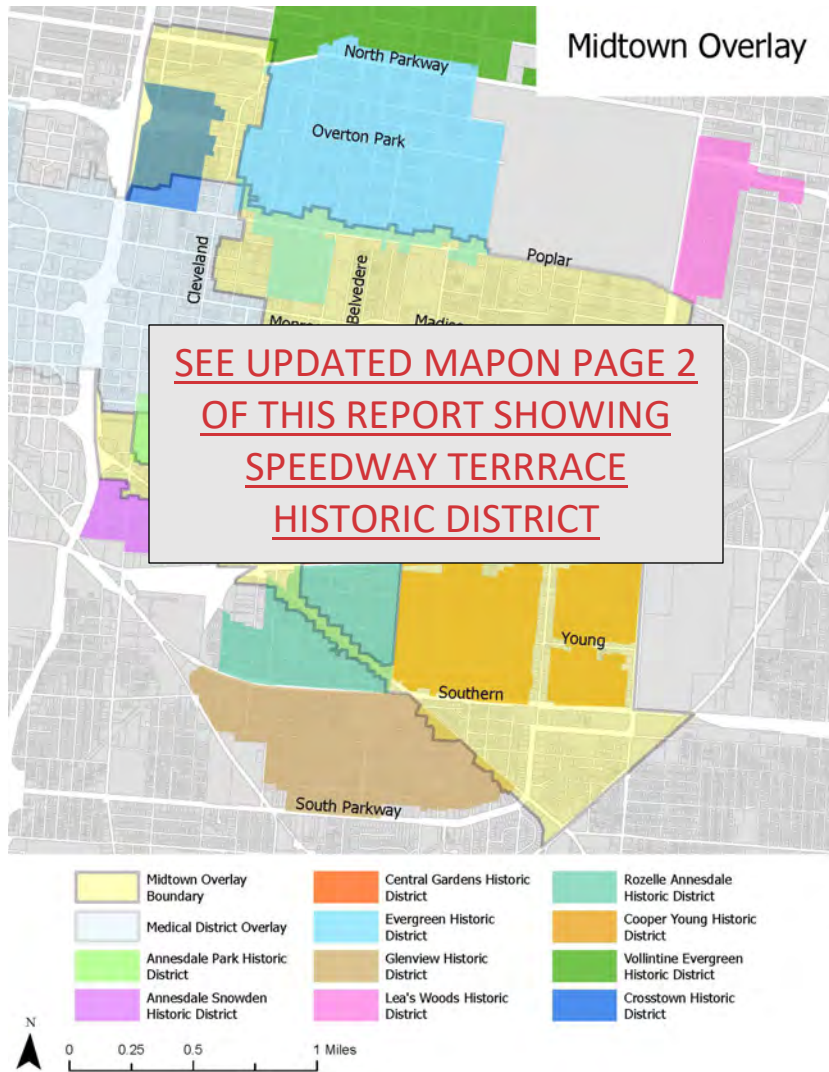 Midtown Overlay
North Parkway
Overton Park
Cleveland
Belvedere
Poplar
SEE UPDATED MAPON PAGE 2
OF THIS REPORT SHOWING
SPEEDWAY TERRRACE
HISTORIC DISTRICT
Young
Southern
South Parkway
Midtown Overlay
Boundary
Medical District Overlay
Annesdale Park Historic
District
Annesdale Snowden
Historic District
Central Gardens Historic
District
Evergreen Historic
District
Glenview Historic
District
Lea's Woods Historic
District
Rozelle Annesdale
Historic District
Cooper Young Historic
District
Vollintine Evergreen
Historic District
Crosstown Historic
District
N
0 0.25 0.5 1 Miles